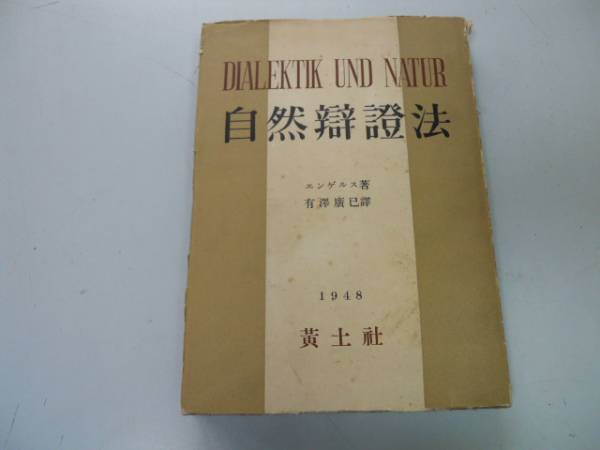 DIALEKTIK UND NATUR
自然辯證法
エンゲルス著
有澤廣巳譯
1948
黃土社